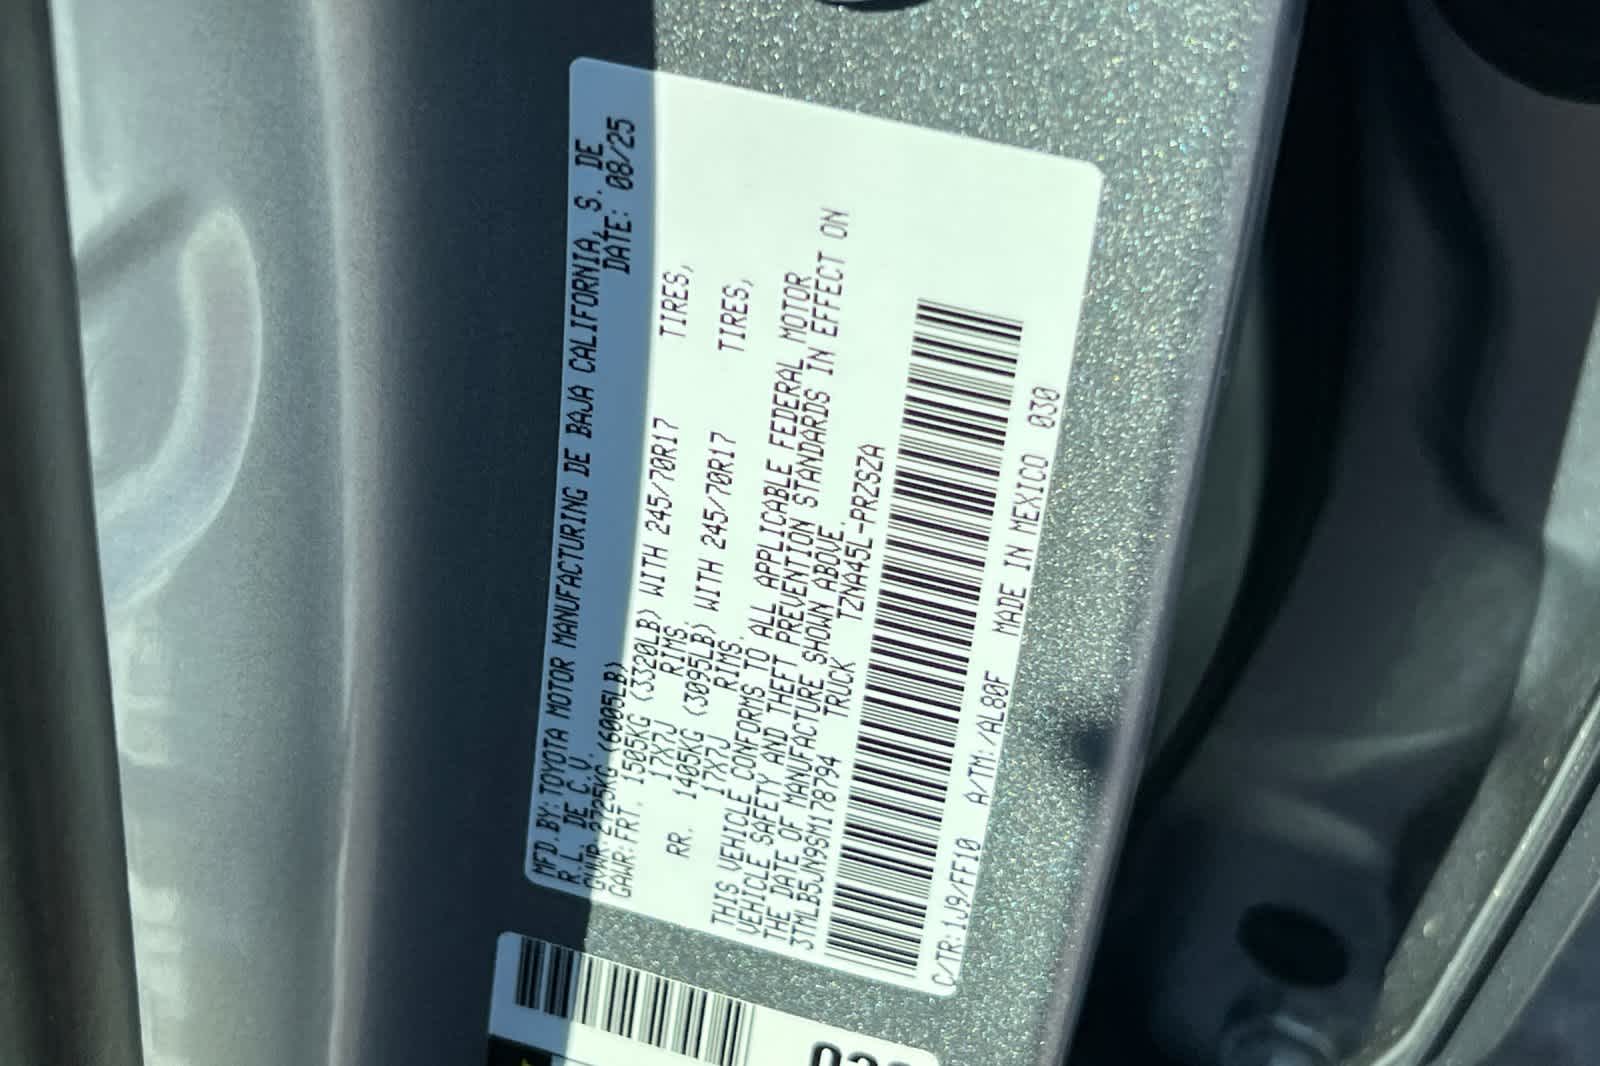 MFD.BY:TOYOTA MOTOR MANUFACTURING DE BAJA CALIFORNIA, S. DE
R.L. DE C.V. DATE: 08/25
GVWR:2725KG (6005LB)
GAWR:FRT. 1505KG (3320LB) WITH 245/70R17 TIRES,
17X7J RIMS
RR. 1405KG (3095LB) WITH 245/70R17 TIRES,
17X7J RIMS.
THIS VEHICLE CONFORMS TO ALL APPLICABLE FEDERAL MOTOR
VEHICLE SAFETY AND THEFT PREVENTION STANDARDS IN EFFECT ON
THE DATE OF MANUFACTURE SHOWN ABOVE.
3TMLB5JN9SM178794 TRUCK TZNA45L-PRZSZA
C/TR:1J9/FF10 A/TM:/AL80F MADE IN MEXICO 030